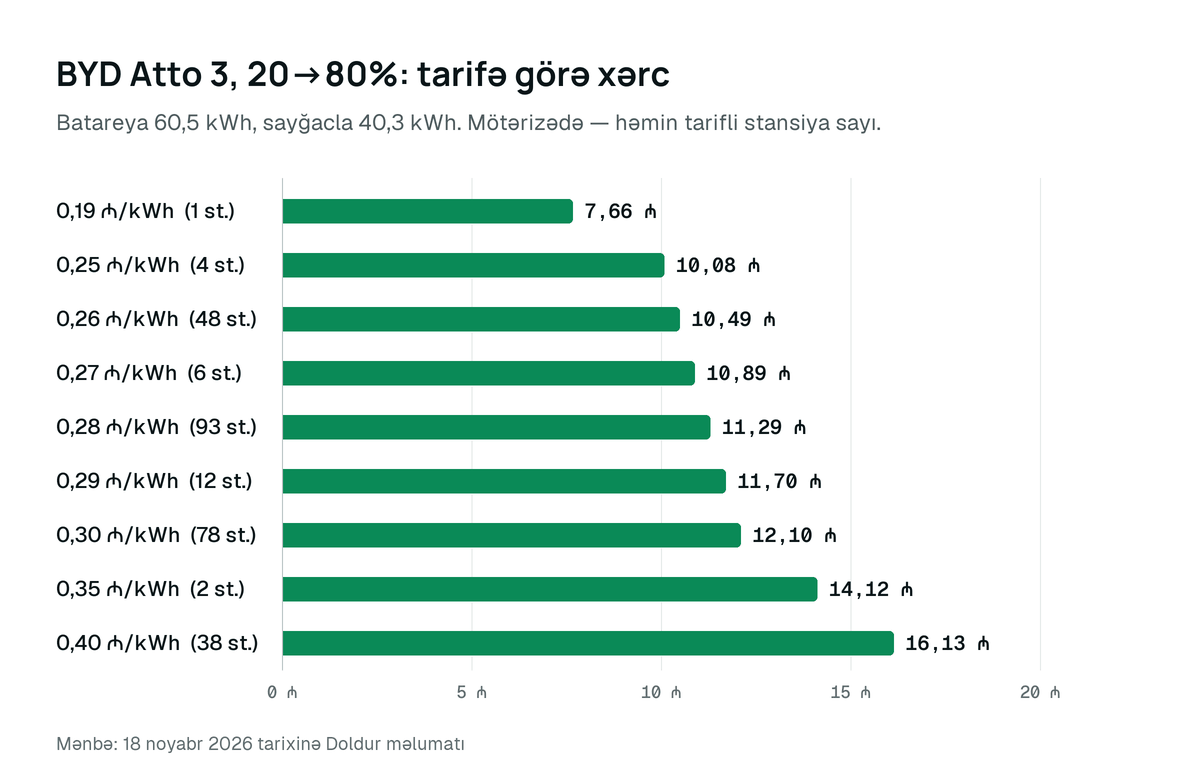 BYD Atto 3, 20→80%: tarifə görə xərc
Batareya 60,5 kWh, sayğacla 40,3 kWh. Mötərizədə — həmin tarifli stansiya sayı.
0,19 ₼/kWh (1 st.) 7,66 ₼
0,25 ₼/kWh (4 st.) 10,08 ₼
0,26 ₼/kWh (48 st.) 10,49 ₼
0,27 ₼/kWh (6 st.) 10,89 ₼
0,28 ₼/kWh (93 st.) 11,29 ₼
0,29 ₼/kWh (12 st.) 11,70 ₼
0,30 ₼/kWh (78 st.) 12,10 ₼
0,35 ₼/kWh (2 st.) 14,12 ₼
0,40 ₼/kWh (38 st.) 16,13 ₼
0 ₼ 5 ₼ 10 ₼ 15 ₼ 20 ₼
Mənbə: 18 noyabr 2026 tarixinə Doldur məlumatı